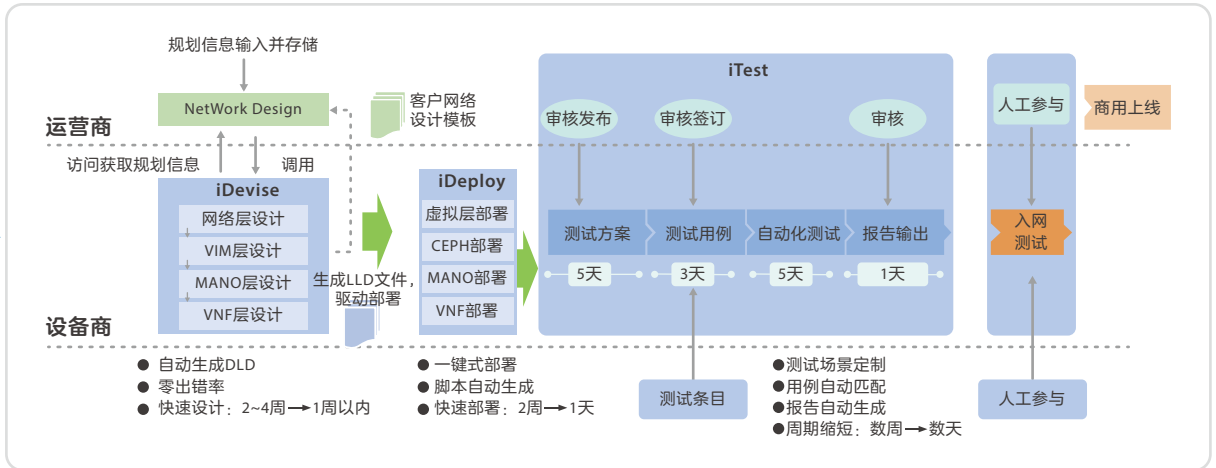 规划信息输入并存储
NetWork Design
客户网络
设计模板
运营商
访问获取规划信息
调用
iDevise
网络层设计
VIM层设计
MANO层设计
VNF层设计
生成LLD文件,
驱动部署
设备商
iDeploy
虚拟层部署
CEPH部署
MANO部署
VNF部署
iTest
审核发布
审核签订
审核
测试方案
测试用例
自动化测试
报告输出
5天
3天
5天
1天
人工参与
商用上线
入网
测试
● 自动生成DLD
● 零出错率
● 快速设计：2~4周→1周以内
● 一键式部署
● 脚本自动生成
● 快速部署：2周→1天
测试条目
●测试场景定制
●用例自动匹配
●报告自动生成
●周期缩短：数周→数天
人工参与